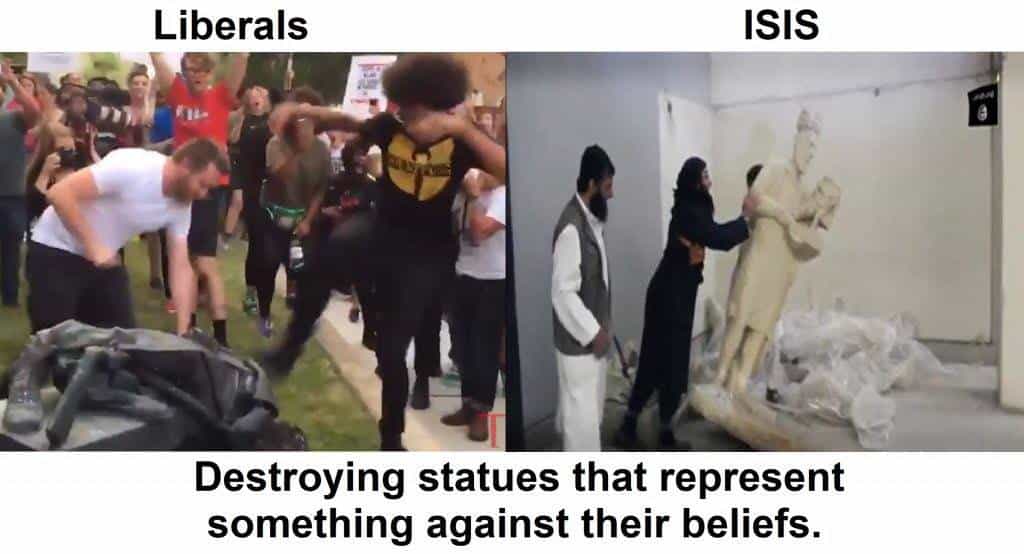 Liberals
ISIS
Destroying statues that represent
something against their beliefs.